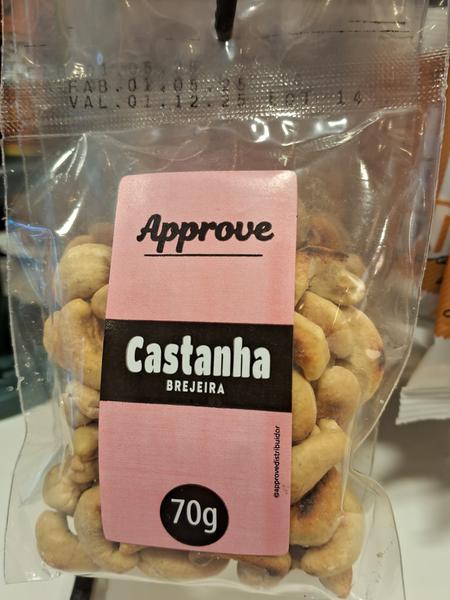 FAB.01.05.25
VAL.01.12.25 LOT 14
Approve
Castanha
BREJEIRA
@approvedistribuidor
70g